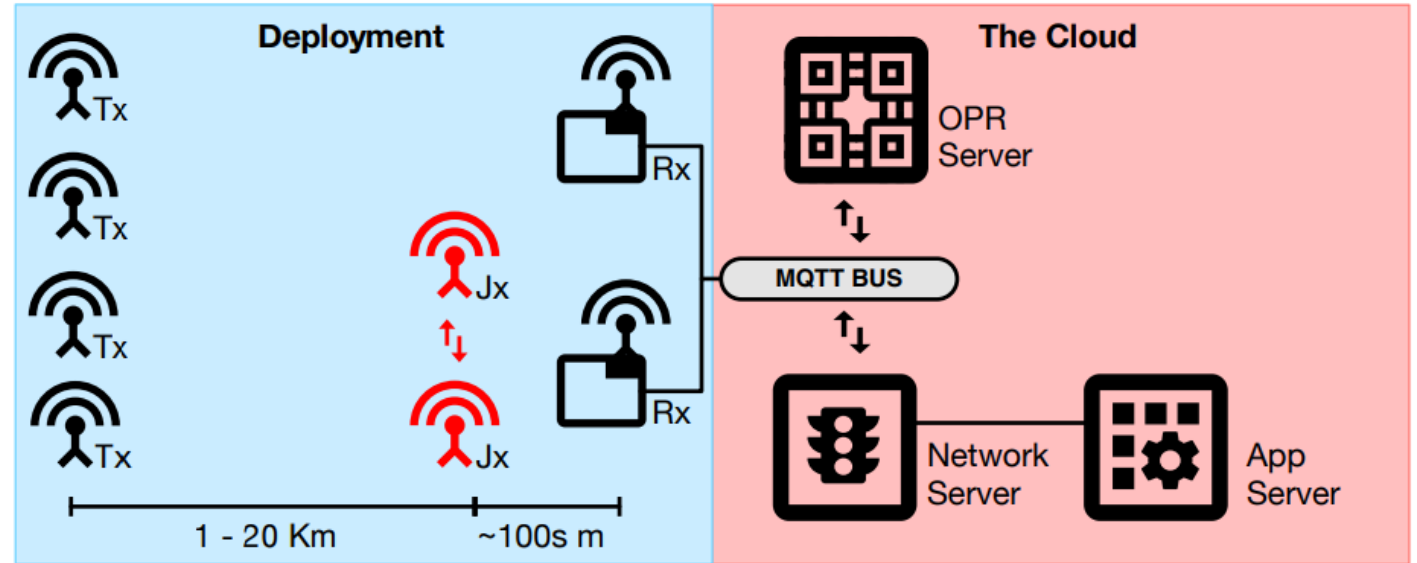 Deployment
The Cloud
Tx
Tx
Tx
Tx
Jx
Jx
Rx
Rx
1 - 20 Km
~100s m
OPR
Server
MQTT BUS
Network
Server
App
Server